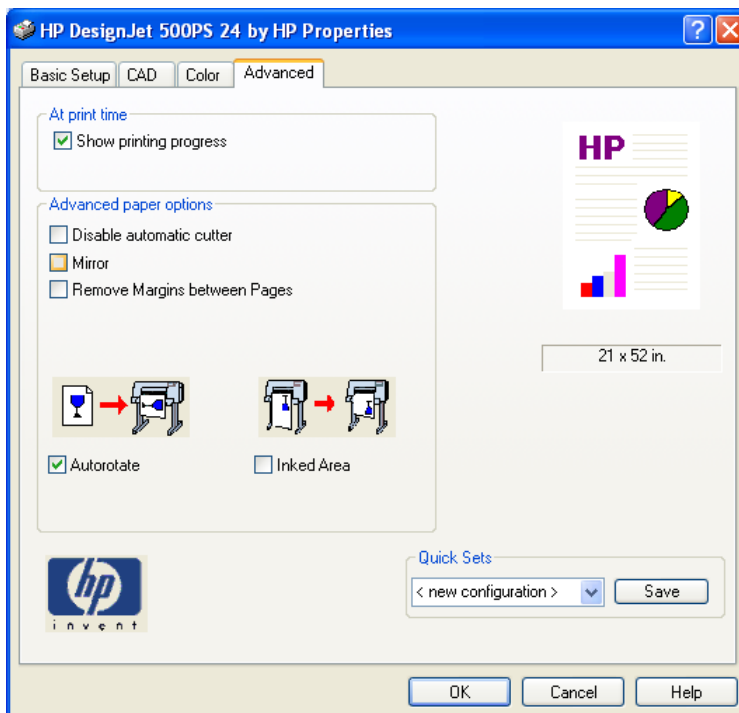 HP DesignJet 500PS 24 by HP Properties
Basic Setup CAD Color Advanced
At print time
Show printing progress
HP
Advanced paper options
Disable automatic cutter
Mirror
Remove Margins between Pages
21 x 52 in.
Autorotate Inked Area
Quick Sets
< new configuration > Save
hp
invent
OK Cancel Help